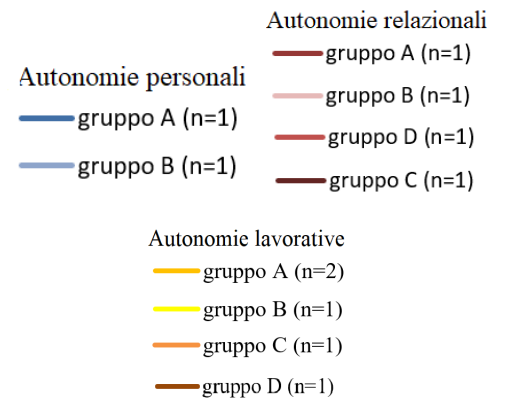 Autonomie personali
gruppo A (n=1)
gruppo B (n=1)
Autonomie relazionali
gruppo A (n=1)
gruppo B (n=1)
gruppo D (n=1)
gruppo C (n=1)
Autonomie lavorative
gruppo A (n=2)
gruppo B (n=1)
gruppo C (n=1)
gruppo D (n=1)